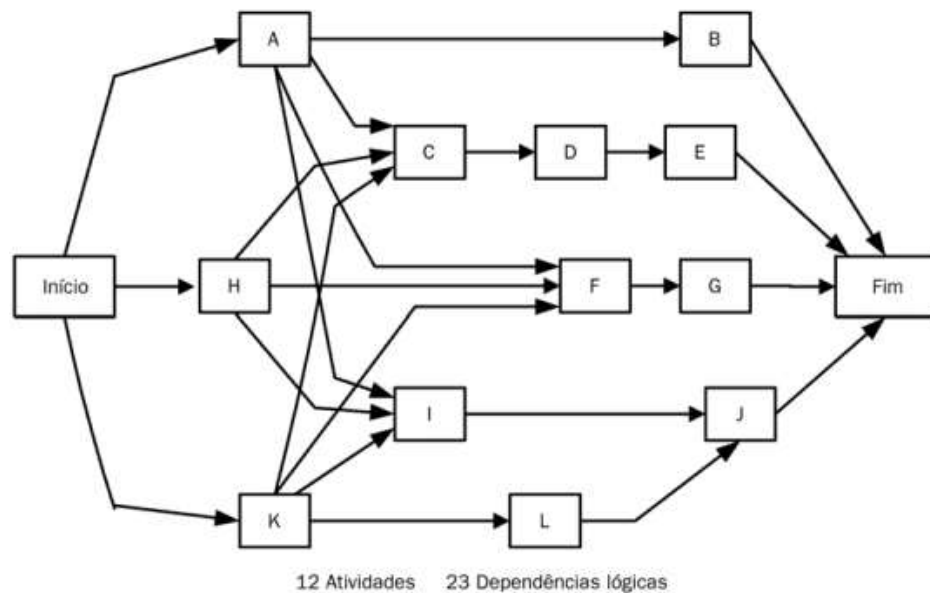 A
B
C
D
E
Início
H
F
G
Fim
I
J
K
L
12 Atividades 23 Dependências lógicas